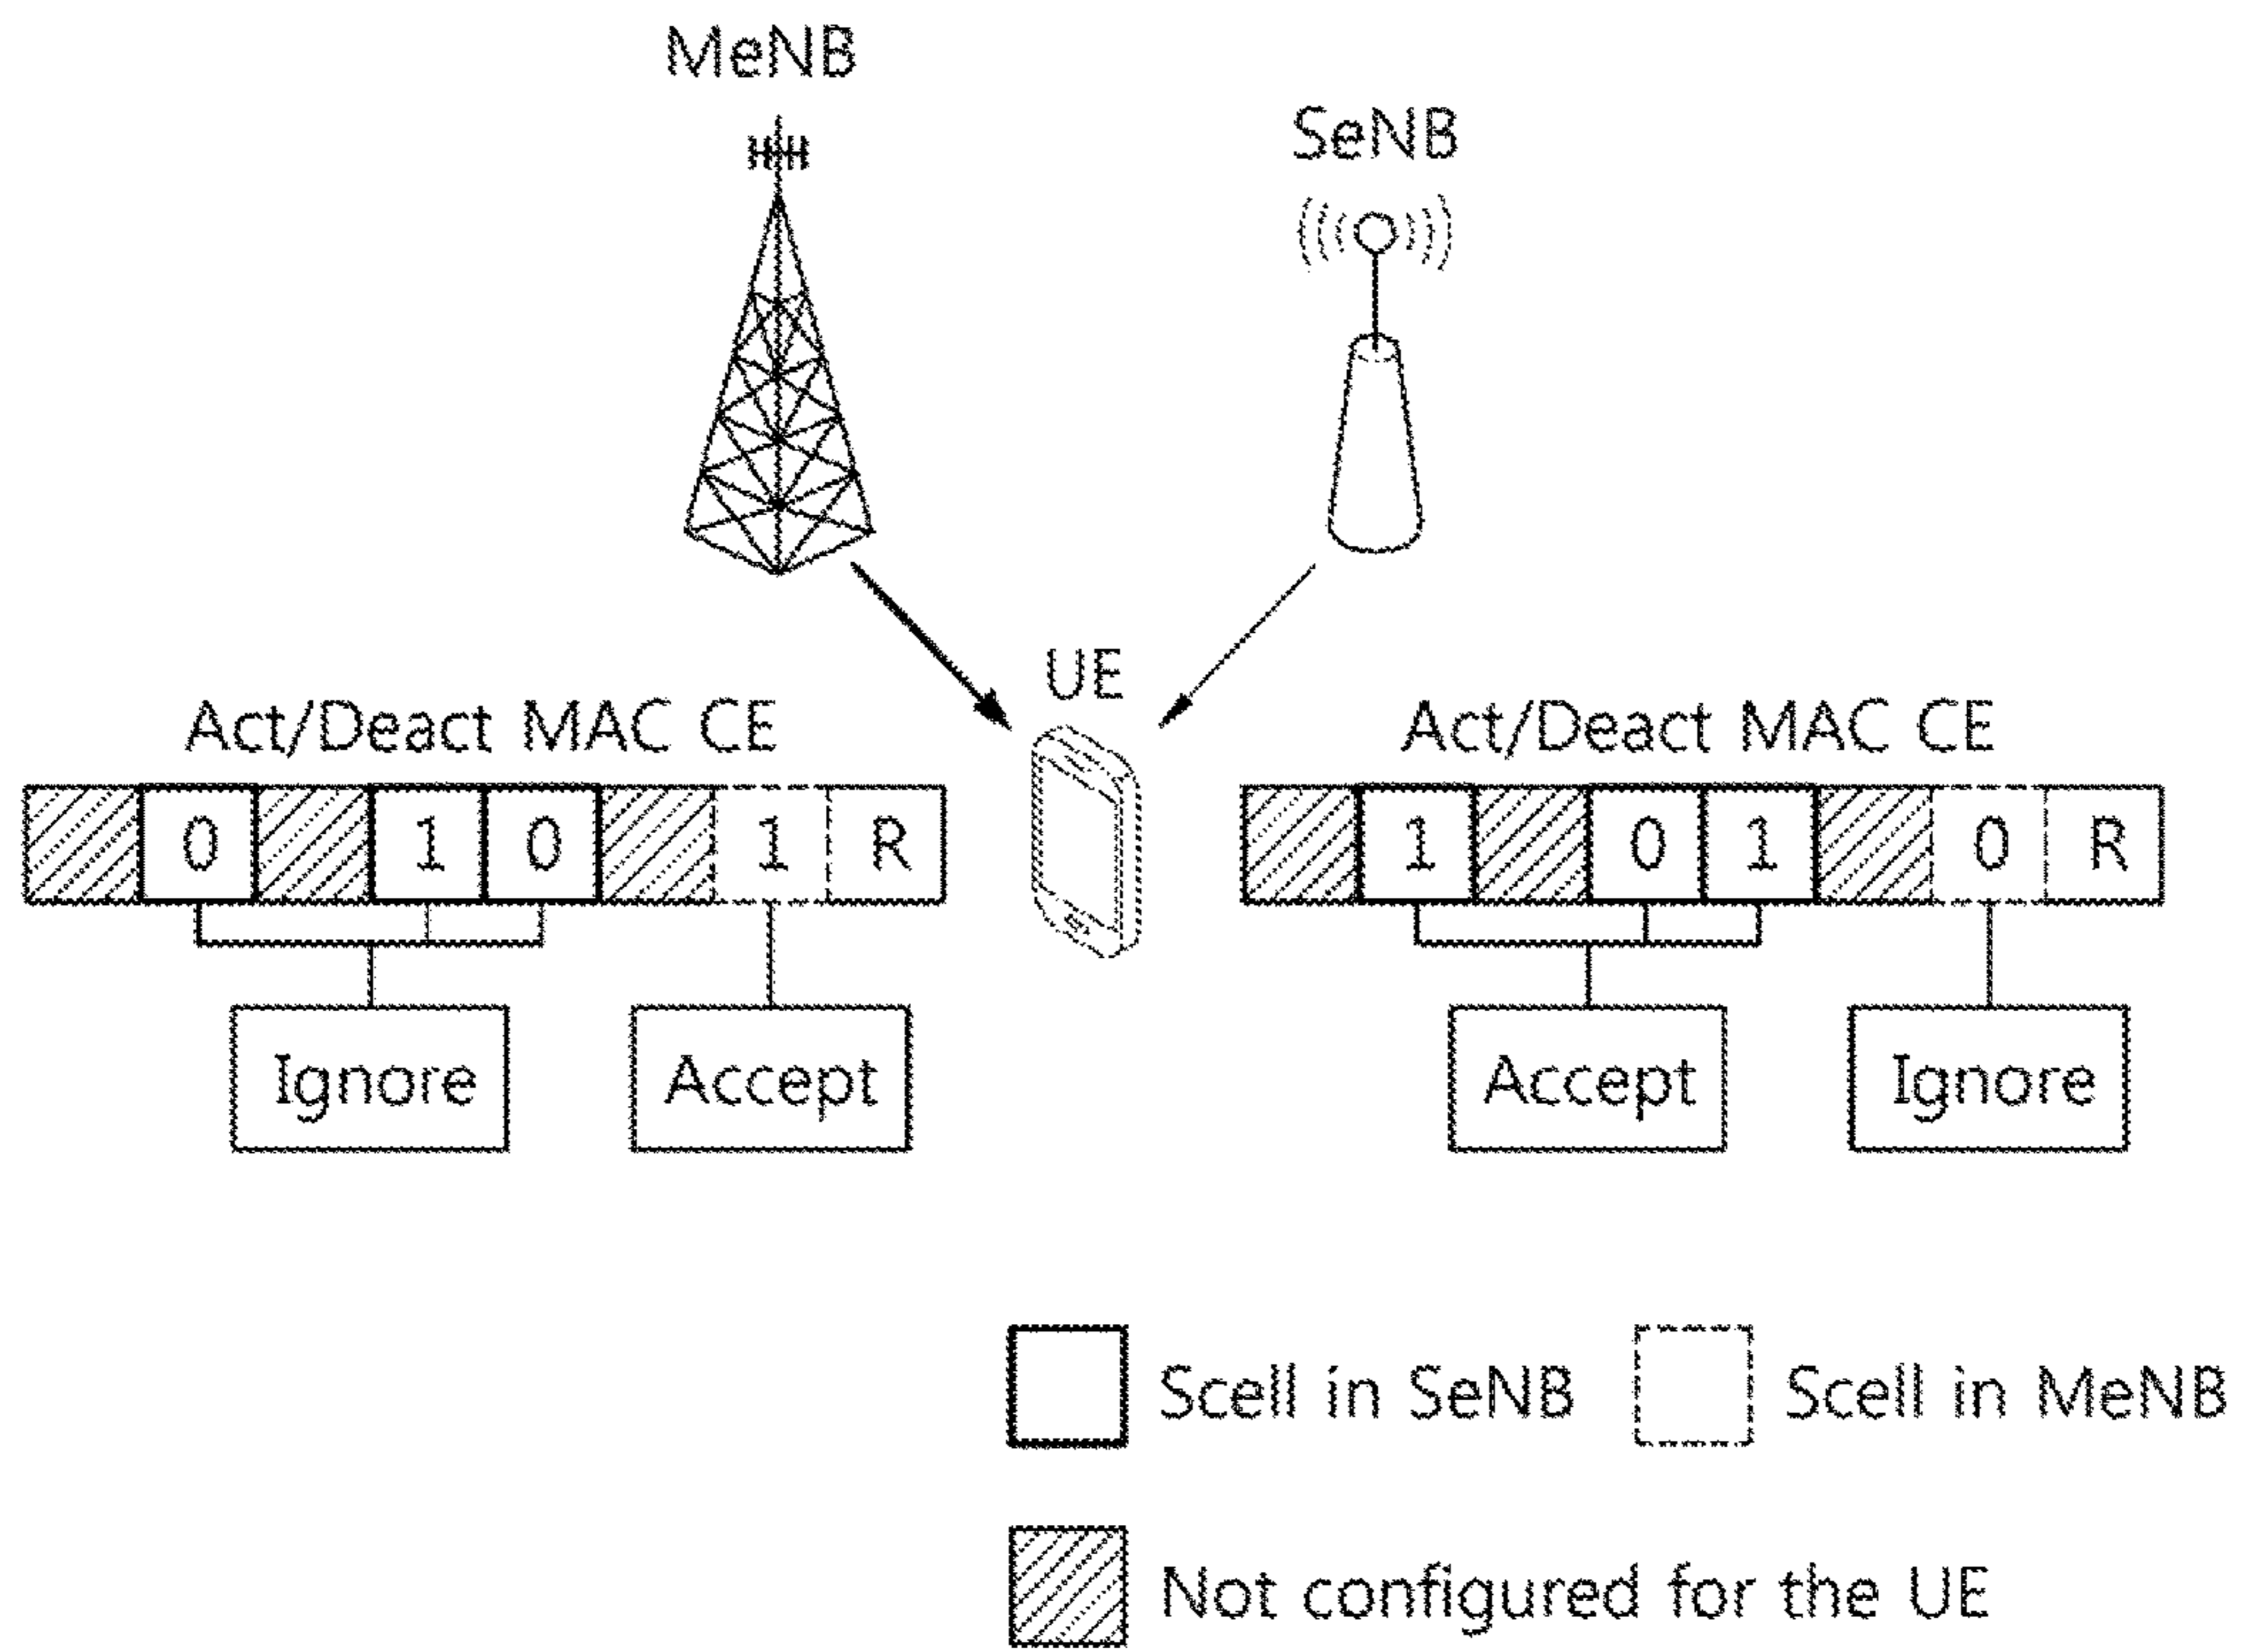 MeNB
SeNB
UE
Act/Deact MAC CE
0 1 0 1 R
Ignore Accept
Act/Deact MAC CE
1 0 1 0 R
Accept Ignore
Scell in SeNB
Scell in MeNB
Not configured for the UE